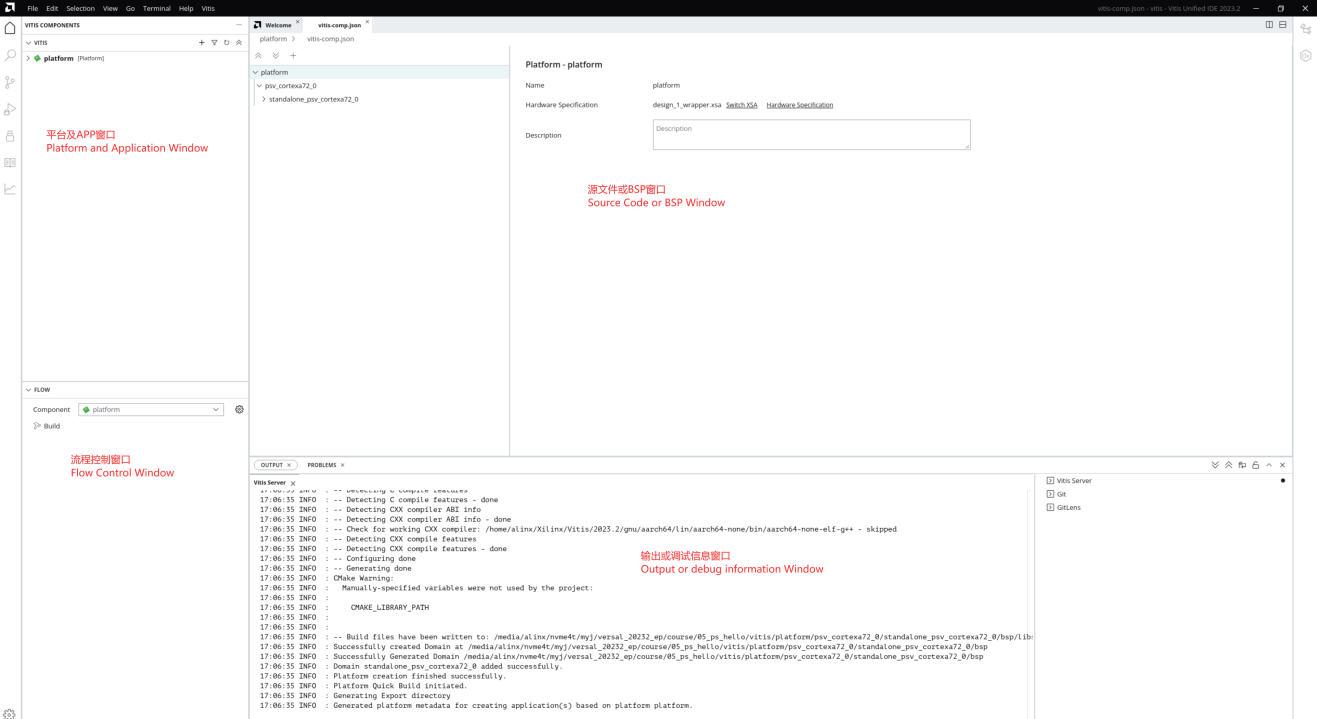 File Edit Selection View Go Terminal Help Vitis
vitis-comp.json - vitis - Vitis Unified IDE 2023.2
VITIS COMPONENTS
VITIS
platform [Platform]
平台及APP窗口
Platform and Application Window
FLOW
Component platform
Build
流程控制窗口
Flow Control Window
Welcome vitis-comp.json
platform > vitis-comp.json
platform
psv_cortexa72_0
standalone_psv_cortexa72_0
Platform - platform
Name platform
Hardware Specification design_1_wrapper.xsa Switch XSA Hardware Specification
Description Description
源文件或BSP窗口
Source Code or BSP Window
OUTPUT PROBLEMS
Vitis Server
17:06:35 INFO : -- Detecting C compile features
17:06:35 INFO : -- Detecting C compile features - done
17:06:35 INFO : -- Detecting CXX compiler ABI info
17:06:35 INFO : -- Detecting CXX compiler ABI info - done
17:06:35 INFO : -- Check for working CXX compiler: /home/alinx/Xilinx/Vitis/2023.2/gnu/aarch64/lin/aarch64-none/bin/aarch64-none-elf-g++ - skipped
17:06:35 INFO : -- Detecting CXX compile features
17:06:35 INFO : -- Detecting CXX compile features - done
17:06:35 INFO : -- Configuring done
17:06:35 INFO : -- Generating done
17:06:35 INFO : CMake Warning:
17:06:35 INFO : Manually-specified variables were not used by the project:
17:06:35 INFO :
17:06:35 INFO : CMAKE_LIBRARY_PATH
17:06:35 INFO :
17:06:35 INFO :
17:06:35 INFO : -- Build files have been written to: /media/alinx/nvme4t/myj/versal_20232_ep/course/05_ps_hello/vitis/platform/psv_cortexa72_0/standalone_psv_cortexa72_0/bsp/lib
17:06:35 INFO : Successfully created Domain at /media/alinx/nvme4t/myj/versal_20232_ep/course/05_ps_hello/vitis/platform/psv_cortexa72_0/standalone_psv_cortexa72_0/bsp
17:06:35 INFO : Successfully Generated Domain /media/alinx/nvme4t/myj/versal_20232_ep/course/05_ps_hello/vitis/platform/psv_cortexa72_0/standalone_psv_cortexa72_0/bsp
17:06:35 INFO : Domain standalone_psv_cortexa72_0 added successfully.
17:06:35 INFO : Platform creation finished successfully.
17:06:35 INFO : Platform Quick Build initiated.
17:06:35 INFO : Generating Export directory
17:06:35 INFO : Generated platform metadata for creating application(s) based on platform platform.
输出或调试信息窗口
Output or debug information Window
Vitis Server
Git
GitLens